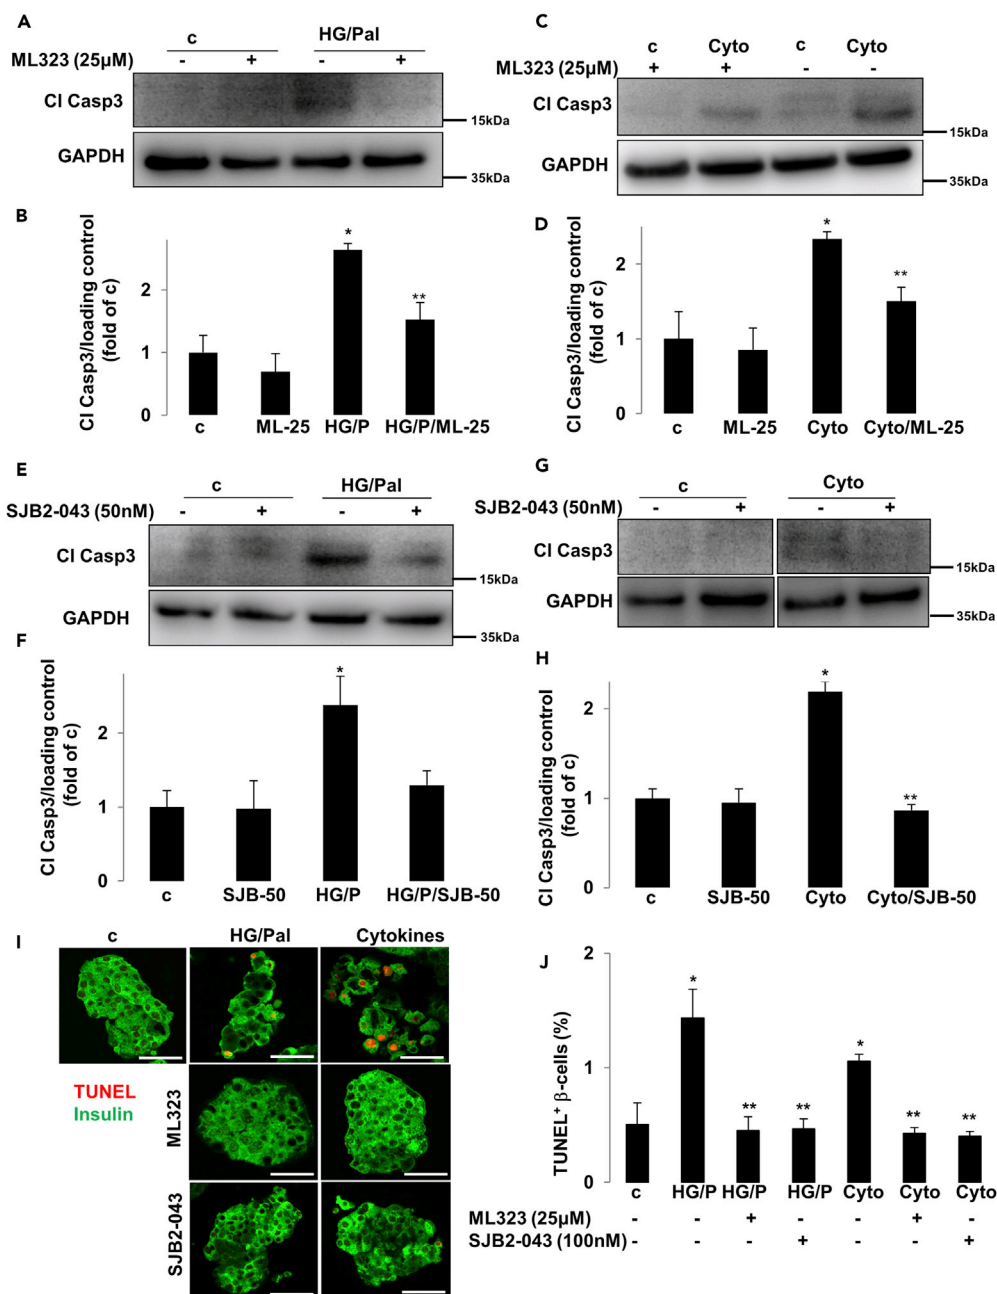 A
c HG/Pal
ML323 (25µM) - + - +
Cl Casp3
15kDa
GAPDH
35kDa
B
Cl Casp3/loading control
(fold of c)
2
1
0
*
**
c ML-25 HG/P HG/P/ML-25
C
c Cyto c Cyto
ML323 (25µM) + + - -
Cl Casp3
15kDa
GAPDH
35kDa
D
Cl Casp3/loading control
(fold of c)
2
1
0
*
**
c ML-25 Cyto Cyto/ML-25
E
c HG/Pal
SJB2-043 (50nM) - + - +
Cl Casp3
15kDa
GAPDH
35kDa
F
Cl Casp3/loading control
(fold of c)
2
1
0
*
c SJB-50 HG/P HG/P/SJB-50
G
c Cyto
SJB2-043 (50nM) - + - +
Cl Casp3
15kDa
GAPDH
35kDa
H
Cl Casp3/loading control
(fold of c)
2
1
0
*
**
c SJB-50 Cyto Cyto/SJB-50
I
c HG/Pal Cytokines
TUNEL
Insulin
ML323
SJB2-043
J
TUNEL⁺ β-cells (%)
2
1
0
* ** ** * ** **
c HG/P HG/P HG/P Cyto Cyto Cyto
ML323 (25µM) - - + - - + -
SJB2-043 (100nM) - - - + - - +